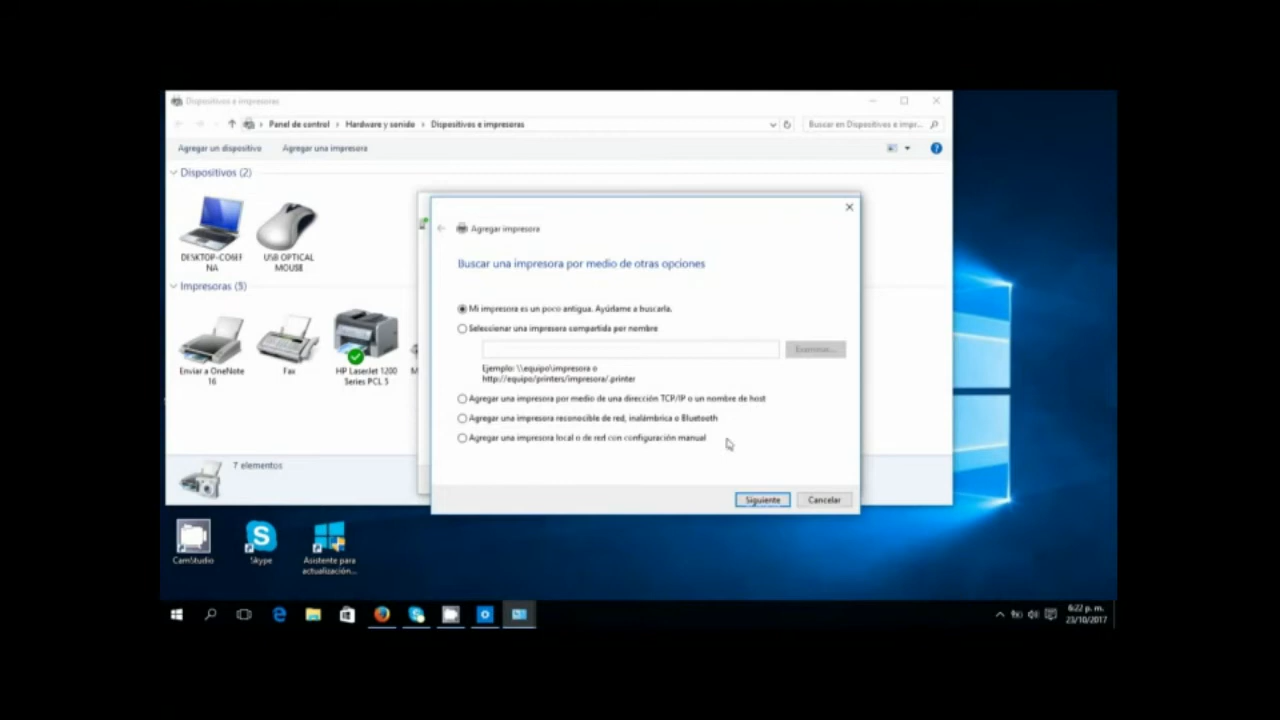 Dispositivos e impresoras
Panel de control › Hardware y sonido › Dispositivos e impresoras
Buscar en Dispositivos e impr...
Agregar un dispositivo
Agregar una impresora
Dispositivos (2)
USB OPTICAL
MOUSE
Enviar a OneNote
16
Fax
HP LaserJet 1200
Series PCL 5
7 elementos
Agregar impresora
Buscar una impresora por medio de otras opciones
Mi impresora es un poco antigua. Ayúdame a buscarla.
Seleccionar una impresora compartida por nombre
Examinar...
Ejemplo: \\equipo\impresora o
http://equipo/printers/impresora/.printer
Agregar una impresora por medio de una dirección TCP/IP o un nombre de host
Agregar una impresora reconocible de red, inalámbrica o Bluetooth
Agregar una impresora local o de red con configuración manual
Siguiente
Cancelar
CamStudio
Skype
Asistente para
actualización...
6:22 p. m.
23/10/2017